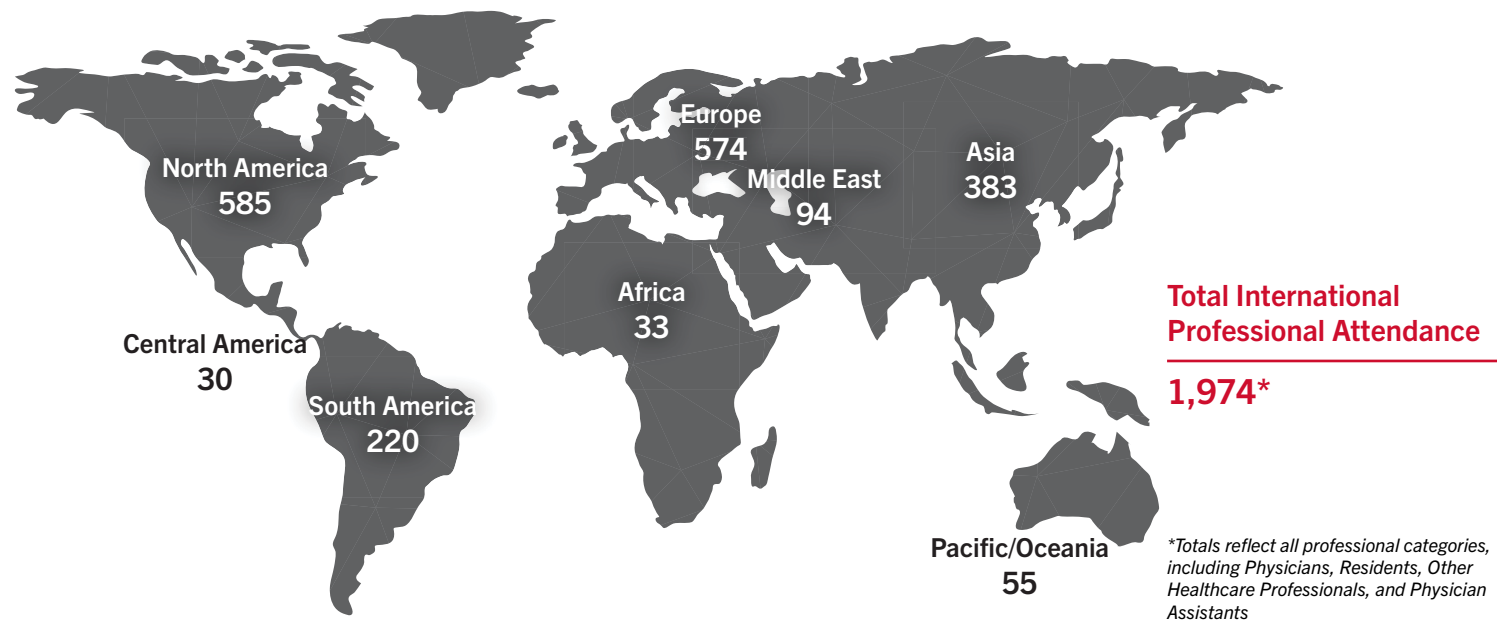 North America
585
Europe
574
Middle East
94
Asia
383
Africa
33
Central America
30
South America
220
Pacific/Oceania
55
Total International
Professional Attendance
1,974*
*Totals reflect all professional categories,
including Physicians, Residents, Other
Healthcare Professionals, and Physician
Assistants